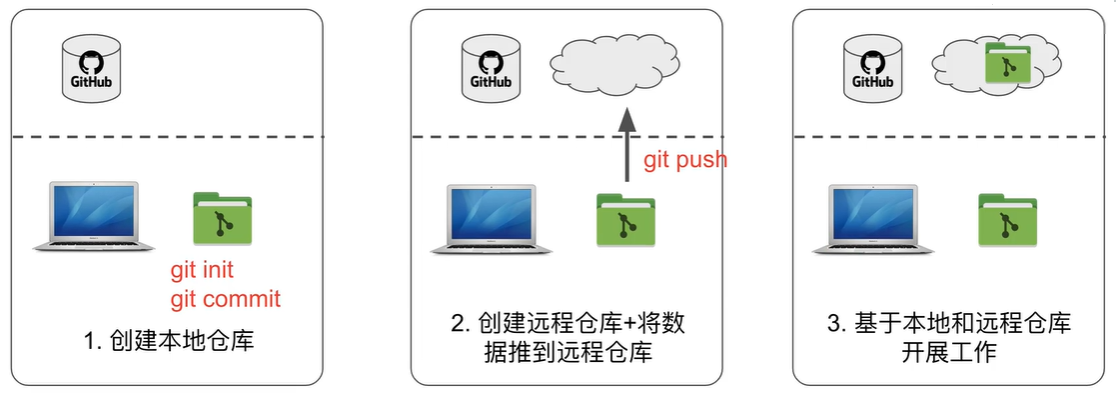 GitHub
git init
git commit
1. 创建本地仓库
GitHub
git push
2. 创建远程仓库+将数
据推到远程仓库
GitHub
3. 基于本地和远程仓库
开展工作